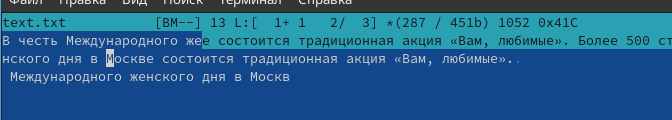 Файл Правка Вид Поиск Терминал Справка
text.txt [BM--] 13 L:[ 1+ 1 2/ 3] *(287 / 451b) 1052 0x41C
В честь Международного жее состоится традиционная акция «Вам, любимые». Более 500 ст
нского дня в Москве состоится традиционная акция «Вам, любимые»..
Международного женского дня в Москв